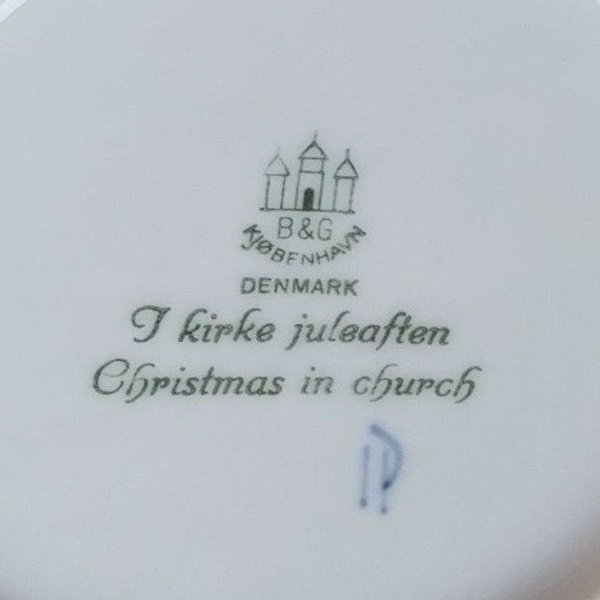 B&G
KJØBENHAVN
DENMARK
I kirke juleaften
Christmas in church